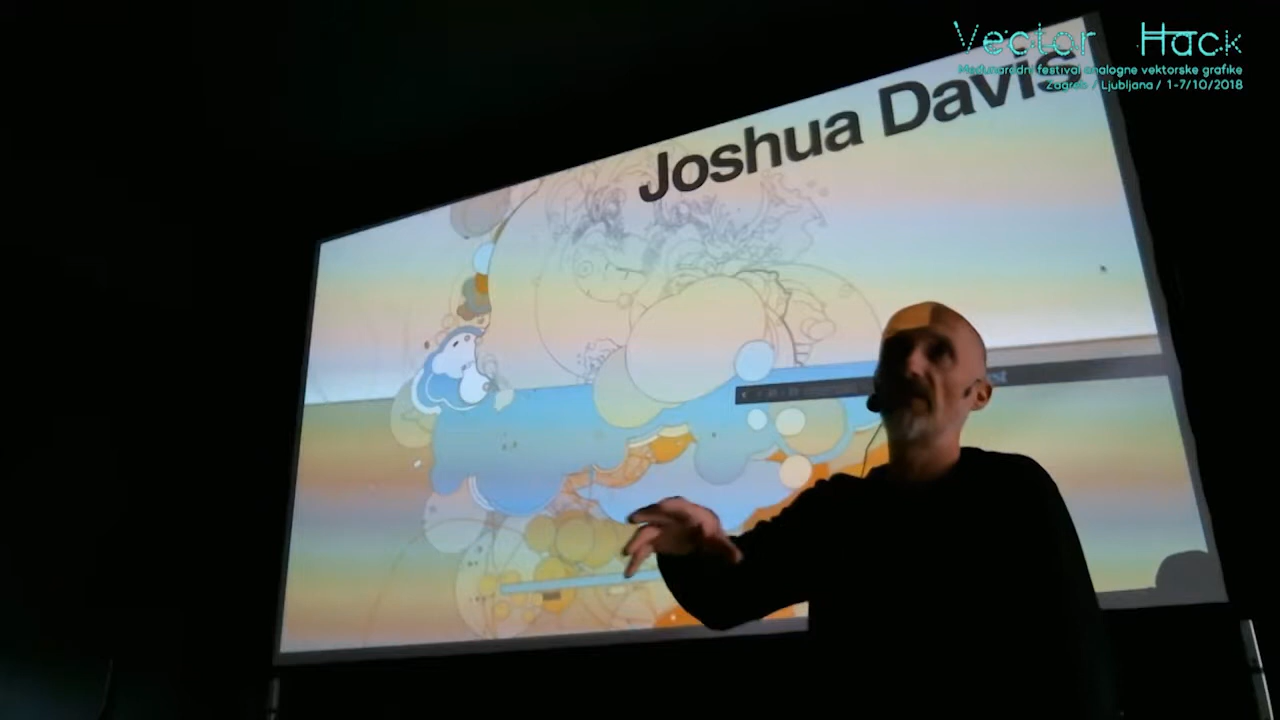 Vector Hack
Međunarodni festival analogne vektorske grafike
Zagreb / Ljubljana / 1-7/10/2018
Joshua Davis